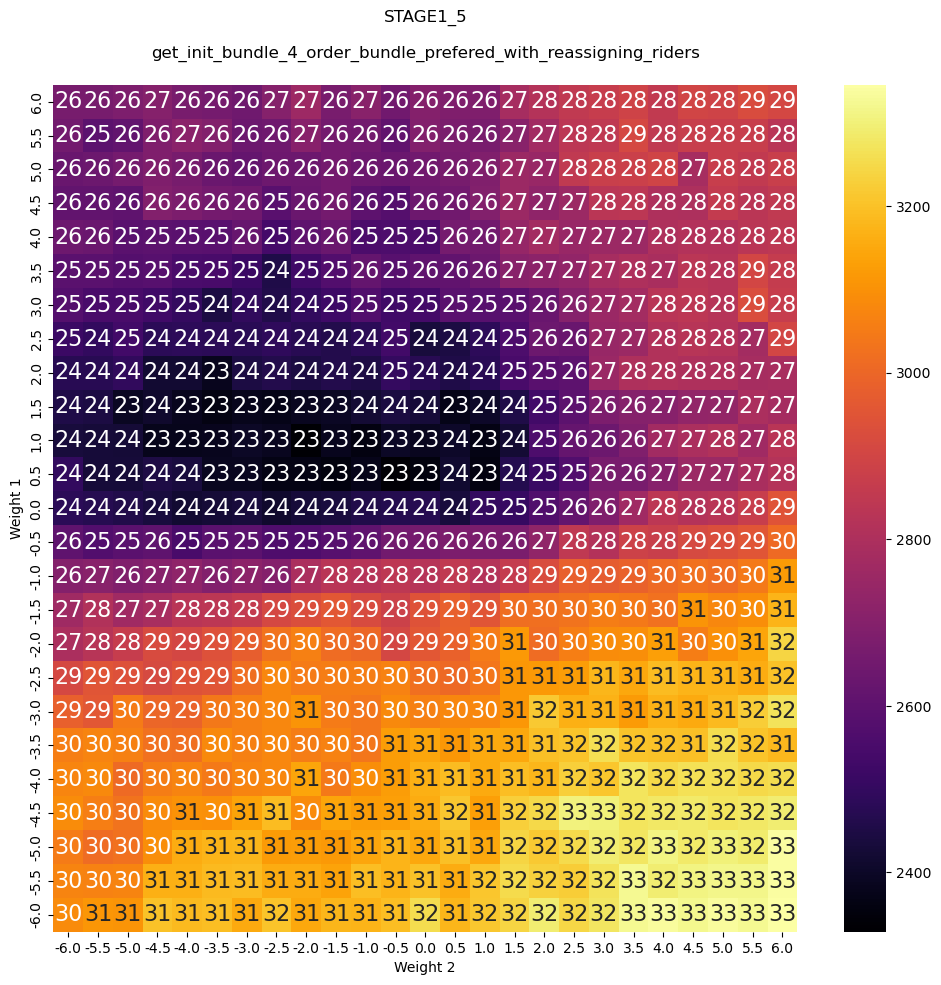 STAGE1_5
get_init_bundle_4_order_bundle_prefered_with_reassigning_riders
6.0 26 26 26 27 26 26 26 27 27 26 27 26 26 26 26 27 28 28 28 28 28 28 28 29 29
5.5 26 25 26 26 27 26 26 26 27 26 26 26 26 26 26 27 27 28 28 29 28 28 28 28 28
5.0 26 26 26 26 26 26 26 26 26 26 26 26 26 26 26 27 27 28 28 28 28 27 28 28 28
4.5 26 26 26 26 26 26 26 25 26 26 26 25 26 26 26 27 27 27 28 28 28 28 28 28 28
4.0 26 26 25 25 25 25 26 25 26 26 25 25 25 26 26 27 27 27 27 27 28 28 28 28 28
3.5 25 25 25 25 25 25 25 24 25 25 26 25 25 26 26 27 27 27 27 28 27 28 28 29 28
3.0 25 25 25 25 25 24 24 24 24 25 25 25 25 25 25 25 26 26 27 27 28 28 28 29 28
2.5 25 24 25 24 24 24 24 24 24 24 24 25 24 24 24 25 26 26 27 27 28 28 28 27 29
2.0 24 24 24 24 24 23 24 24 24 24 24 25 24 24 24 25 25 26 27 28 28 28 28 27 27
1.5 24 24 23 24 23 23 23 23 23 23 24 24 24 23 24 24 25 25 26 26 27 27 27 27 27
1.0 24 24 24 23 23 23 23 23 23 23 23 23 23 24 23 24 25 26 26 26 27 27 28 27 28
0.5 24 24 24 24 24 23 23 23 23 23 23 23 23 24 23 24 25 25 26 26 27 27 27 27 28
0.0 24 24 24 24 24 24 24 24 24 24 24 24 24 24 25 25 25 26 26 27 28 28 28 28 29
-0.5 26 25 25 26 25 25 25 25 25 25 26 26 26 26 26 26 27 28 28 28 28 29 29 29 30
-1.0 26 27 26 27 27 26 27 26 27 28 28 28 28 28 28 28 29 29 29 29 30 30 30 30 31
-1.5 27 28 27 27 28 28 28 29 29 29 29 28 29 29 29 30 30 30 30 30 30 31 30 30 31
-2.0 27 28 28 29 29 29 29 30 30 30 30 29 29 29 30 31 30 30 30 30 31 30 30 31 32
-2.5 29 29 29 29 29 29 30 30 30 30 30 30 30 30 30 31 31 31 31 31 31 31 31 31 32
-3.0 29 29 30 29 29 30 30 30 31 30 30 30 30 30 30 31 32 31 31 31 31 31 31 32 32
-3.5 30 30 30 30 30 30 30 30 30 30 30 31 31 31 31 31 31 32 32 32 32 31 32 32 31
-4.0 30 30 30 30 30 30 30 30 31 30 30 31 31 31 31 31 31 32 32 32 32 32 32 32 32
-4.5 30 30 30 30 31 30 31 31 30 31 31 31 31 32 31 32 32 33 33 32 32 32 32 32 32
-5.0 30 30 30 30 31 31 31 31 31 31 31 31 31 31 31 32 32 32 32 32 33 32 33 32 33
-5.5 30 30 30 31 31 31 31 31 31 31 31 31 31 31 32 32 32 32 32 33 32 33 33 33 33
-6.0 30 31 31 31 31 31 31 32 31 31 31 31 32 31 32 32 32 32 32 33 33 33 33 33 33
-6.0 -5.5 -5.0 -4.5 -4.0 -3.5 -3.0 -2.5 -2.0 -1.5 -1.0 -0.5 0.0 0.5 1.0 1.5 2.0 2.5 3.0 3.5 4.0 4.5 5.0 5.5 6.0
Weight 2
Weight 1
3200
3000
2800
2600
2400